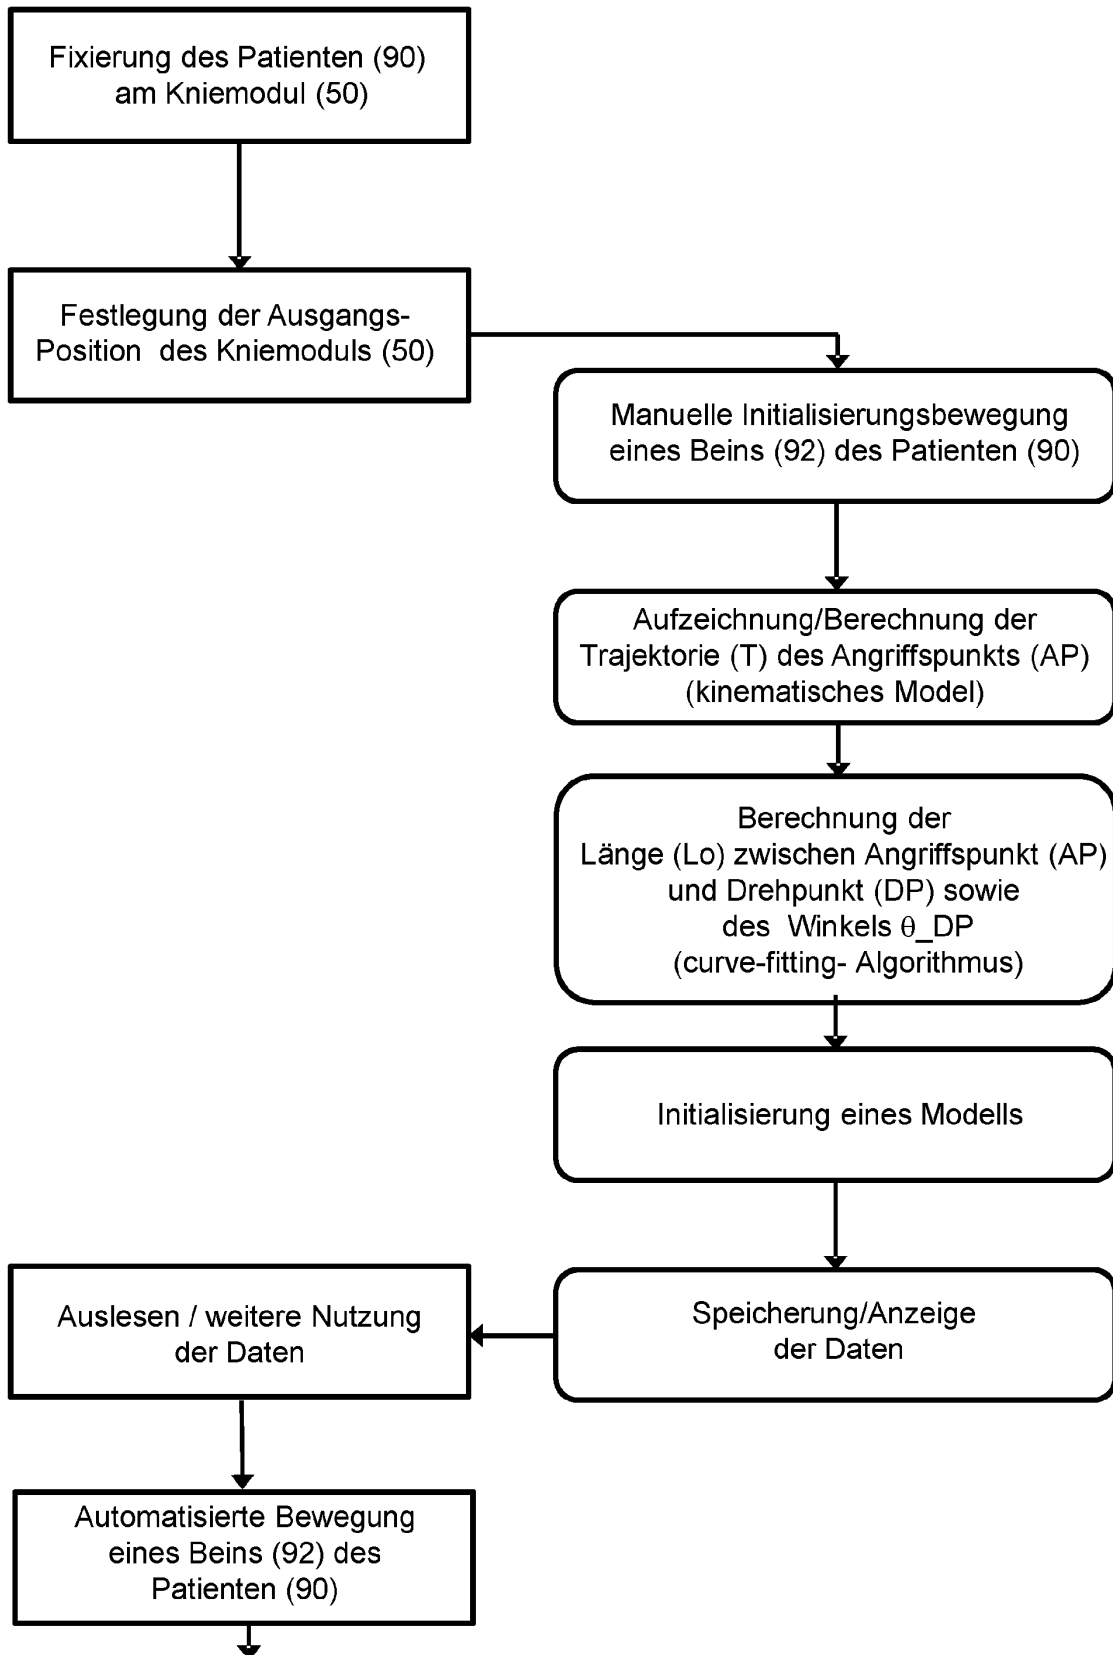 Fixierung des Patienten (90)
am Kniemodul (50)
Festlegung der Ausgangs-
Position des Kniemoduls (50)
Manuelle Initialisierungsbewegung
eines Beins (92) des Patienten (90)
Aufzeichnung/Berechnung der
Trajektorie (T) des Angriffspunkts (AP)
(kinematisches Model)
Berechnung der
Länge (Lo) zwischen Angriffspunkt (AP)
und Drehpunkt (DP) sowie
des Winkels θ_DP
(curve-fitting- Algorithmus)
Initialisierung eines Modells
Speicherung/Anzeige
der Daten
Auslesen / weitere Nutzung
der Daten
Automatisierte Bewegung
eines Beins (92) des
Patienten (90)